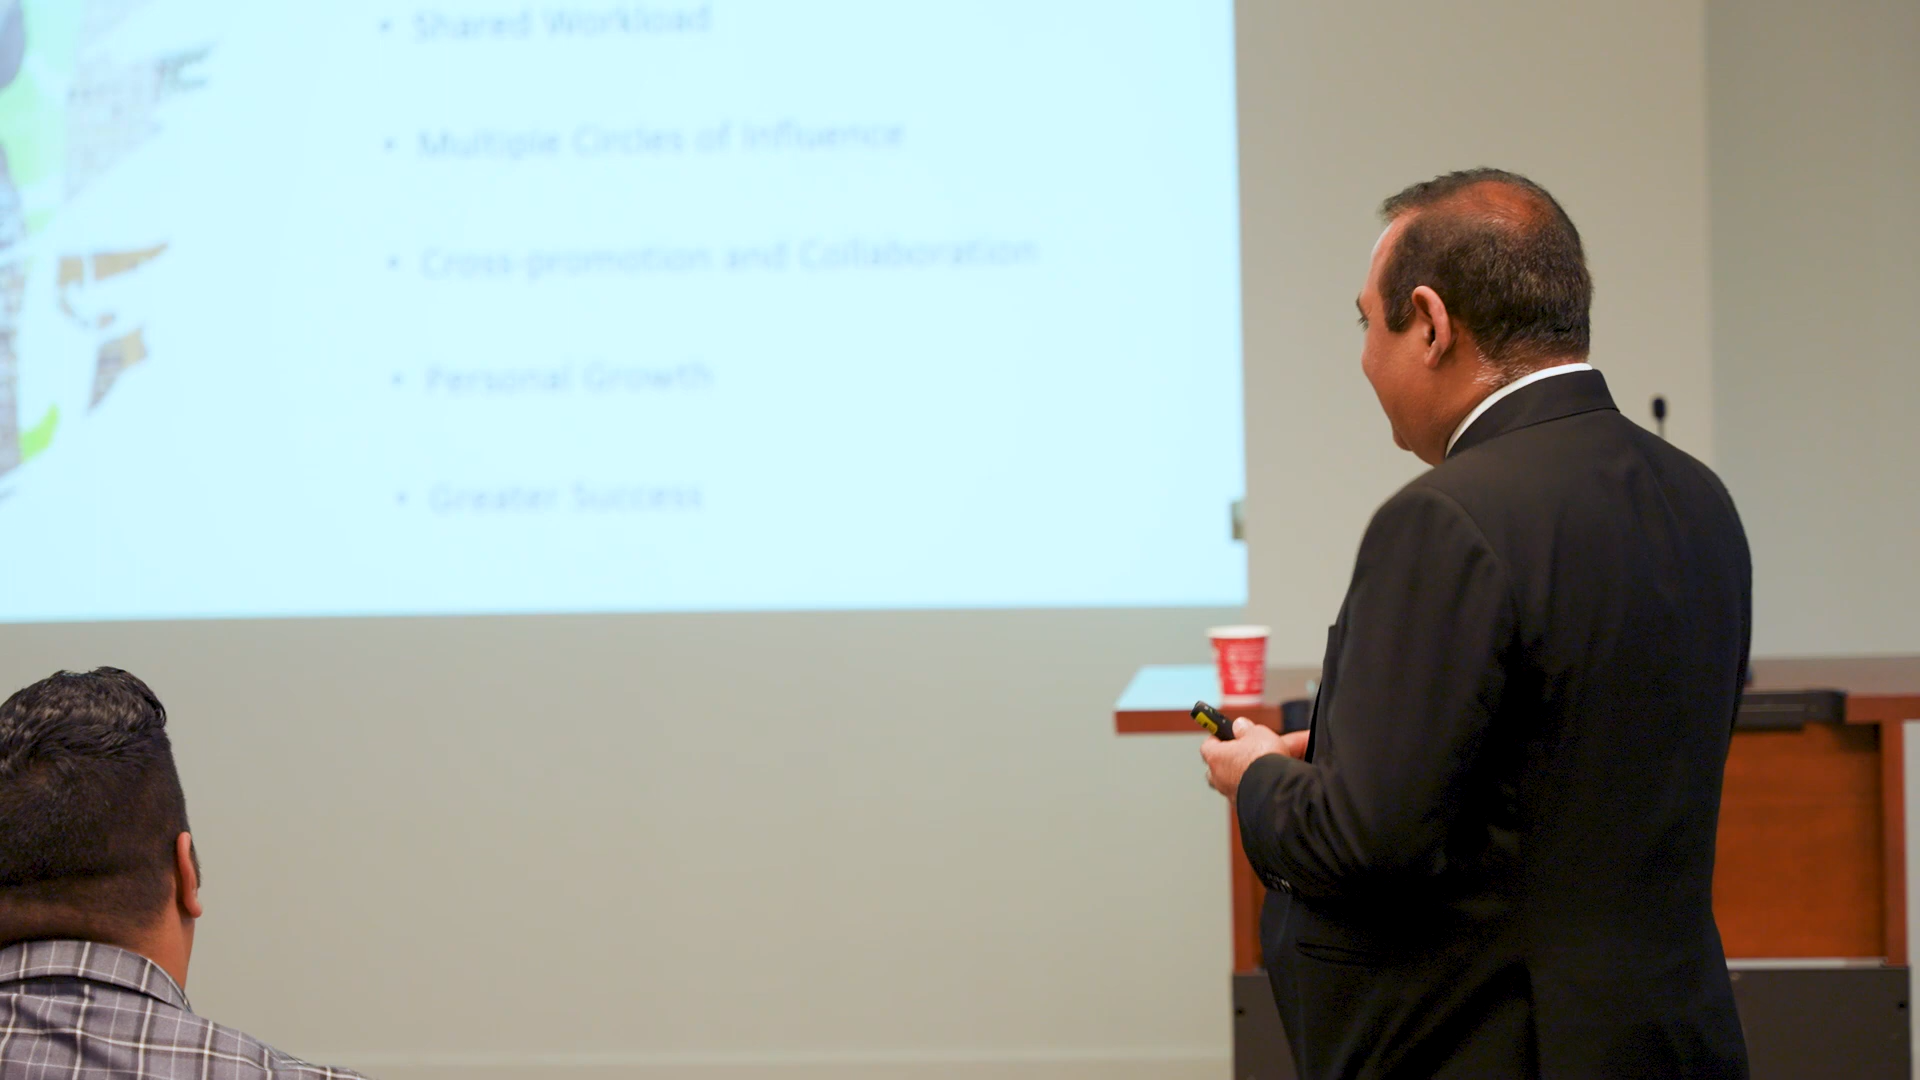 • Shared Workload
• Multiple Circles of Influence
• Cross-promotion and Collaboration
• Personal Growth
• Greater Success